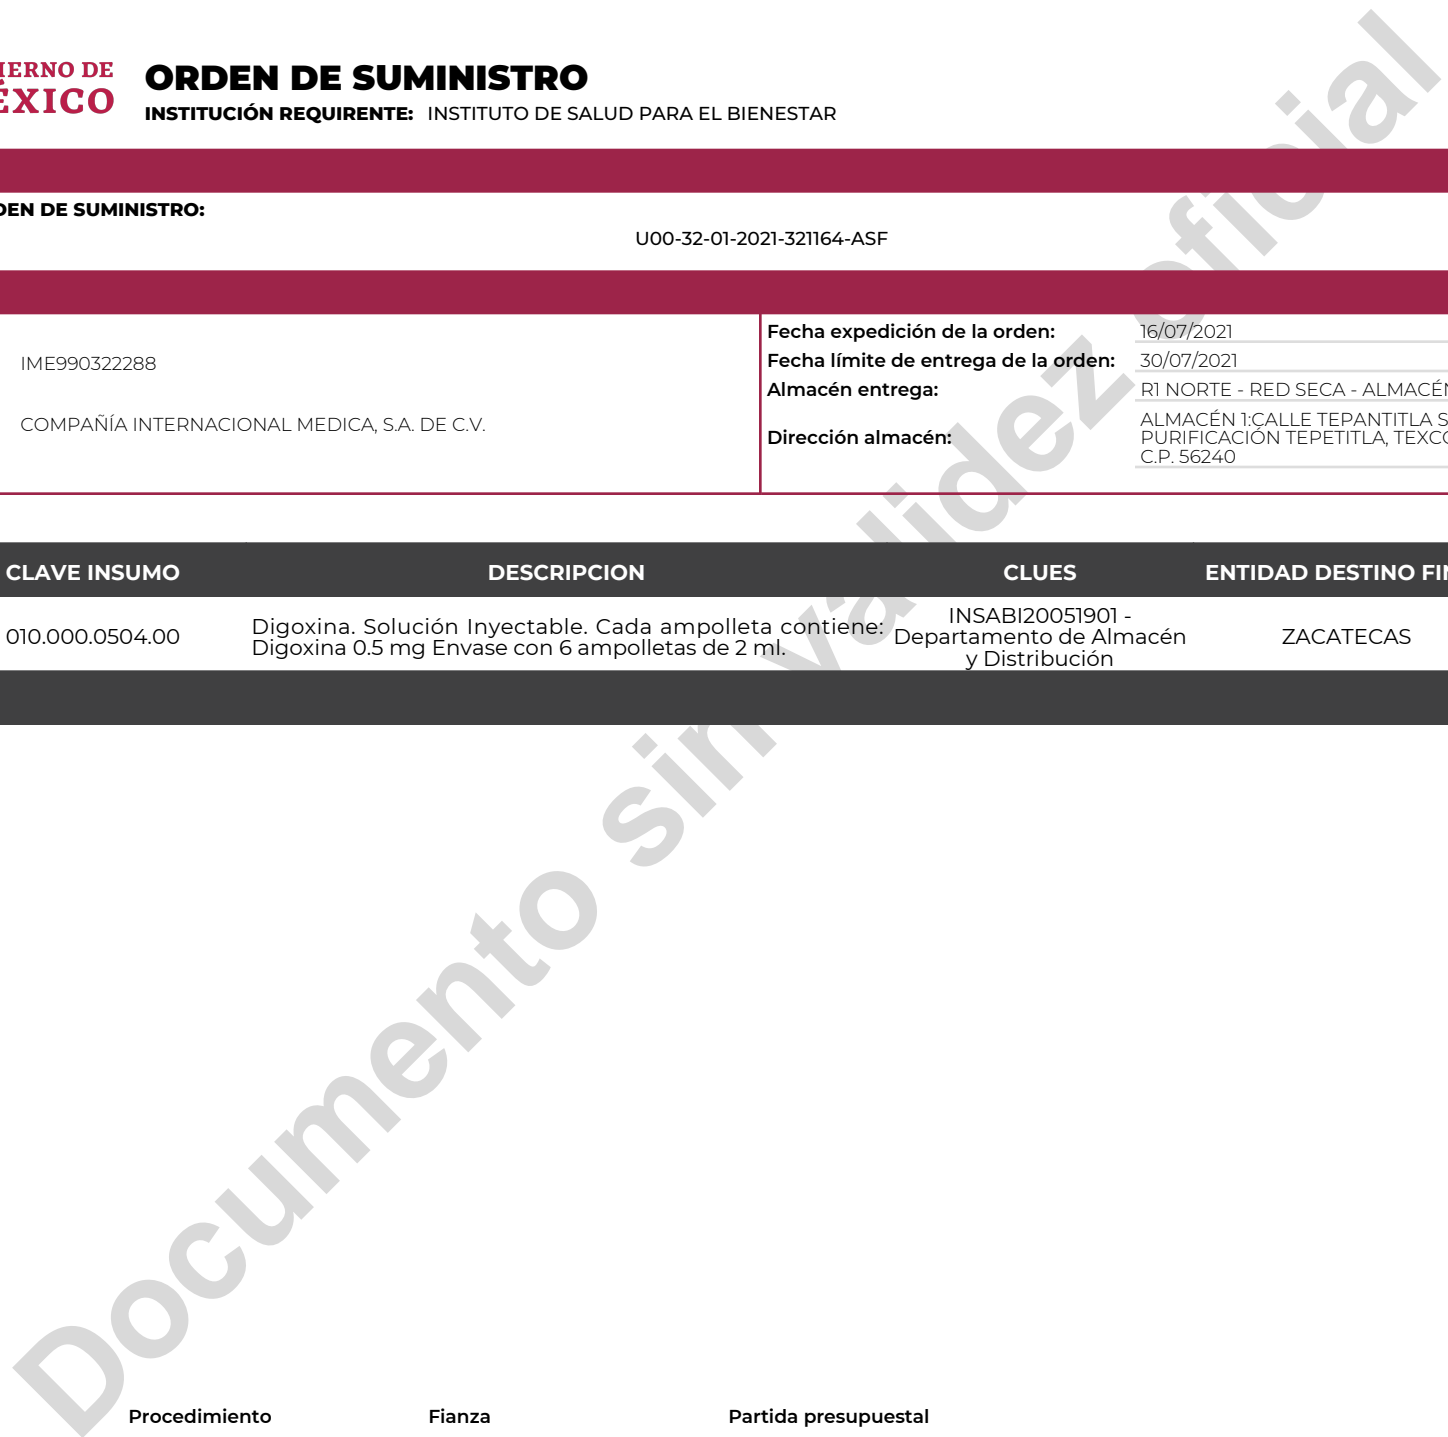 IERNO DE
ÉXICO
ORDEN DE SUMINISTRO
INSTITUCIÓN REQUIRENTE: INSTITUTO DE SALUD PARA EL BIENESTAR
DEN DE SUMINISTRO:
U00-32-01-2021-321164-ASF
IME990322288
COMPAÑÍA INTERNACIONAL MEDICA, S.A. DE C.V.
Fecha expedición de la orden: 16/07/2021
Fecha límite de entrega de la orden: 30/07/2021
Almacén entrega: R1 NORTE - RED SECA - ALMACÉN
Dirección almacén: ALMACÉN 1:CALLE TEPANTITLA S
PURIFICACIÓN TEPETITLA, TEXCO
C.P. 56240
CLAVE INSUMO DESCRIPCION CLUES ENTIDAD DESTINO FIN
010.000.0504.00
Digoxina. Solución Inyectable. Cada ampolleta contiene:
Digoxina 0.5 mg Envase con 6 ampolletas de 2 ml.
INSABI20051901 -
Departamento de Almacén
y Distribución
ZACATECAS
Documento sin validez oficial
Procedimiento Fianza Partida presupuestal